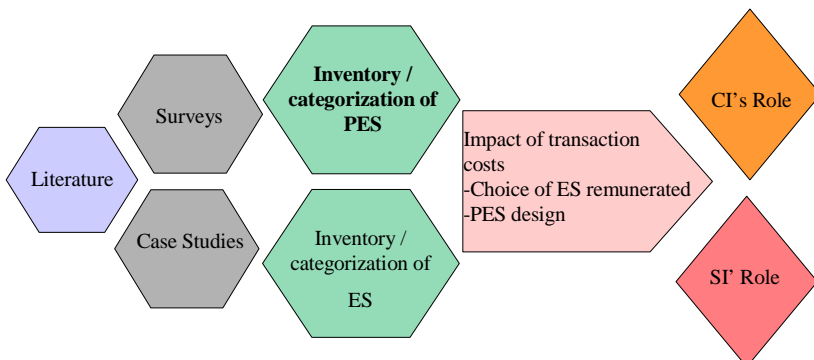 Literature
Surveys
Case Studies
Inventory /
categorization of
PES
Inventory /
categorization of
ES
Impact of transaction
costs
-Choice of ES remunerated
-PES design
CI's Role
SI' Role